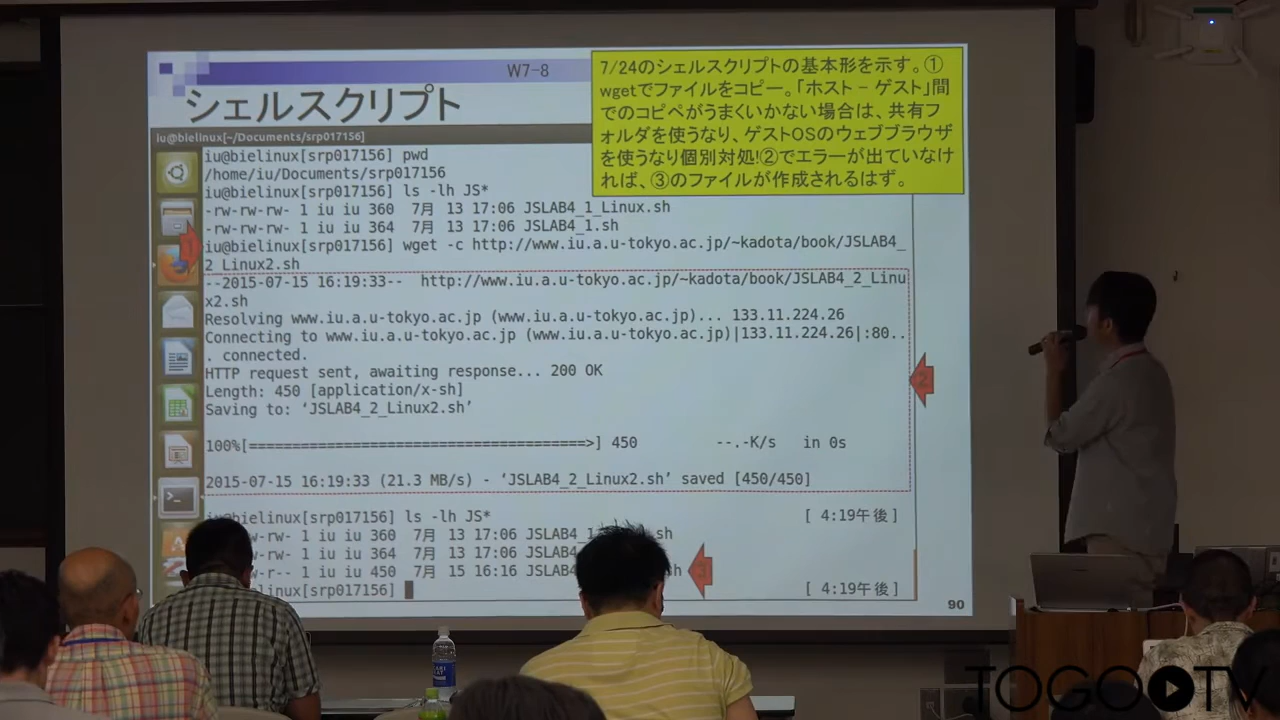 W7-8
シェルスクリプト
7/24のシェルスクリプトの基本形を示す。①
wgetでファイルをコピー。「ホスト – ゲスト」間
でのコピペがうまくいかない場合は、共有フ
ォルダを使うなり、ゲストOSのウェブブラウザ
を使うなり個別対処!②でエラーが出ていなけ
れば、③のファイルが作成されるはず。
iu@bielinux[~/Documents/srp017156]
iu@bielinux[srp017156] pwd
/home/iu/Documents/srp017156
iu@bielinux[srp017156] ls -lh JS*
-rw-rw-rw- 1 iu iu 360 7月 13 17:06 JSLAB4_1_Linux.sh
-rw-rw-rw- 1 iu iu 364 7月 13 17:06 JSLAB4_1.sh
iu@bielinux[srp017156] wget -c http://www.iu.a.u-tokyo.ac.jp/~kadota/book/JSLAB4_
2_Linux2.sh
--2015-07-15 16:19:33-- http://www.iu.a.u-tokyo.ac.jp/~kadota/book/JSLAB4_2_Linu
x2.sh
Resolving www.iu.a.u-tokyo.ac.jp (www.iu.a.u-tokyo.ac.jp)... 133.11.224.26
Connecting to www.iu.a.u-tokyo.ac.jp (www.iu.a.u-tokyo.ac.jp)|133.11.224.26|:80..
. connected.
HTTP request sent, awaiting response... 200 OK
Length: 450 [application/x-sh]
Saving to: ‘JSLAB4_2_Linux2.sh’
100%[======================================>] 450 --.-K/s in 0s
2015-07-15 16:19:33 (21.3 MB/s) - ‘JSLAB4_2_Linux2.sh’ saved [450/450]
iu@bielinux[srp017156] ls -lh JS* [ 4:19午後]
-rw- 1 iu iu 360 7月 13 17:06 JSLAB4_1 sh
-rw- 1 iu iu 364 7月 13 17:06 JSLAB4
w-r-- 1 iu iu 450 7月 15 16:16 JSLAB4 sh
elinux[srp017156] [ 4:19午後]
①
②
③
90
TOGO TV